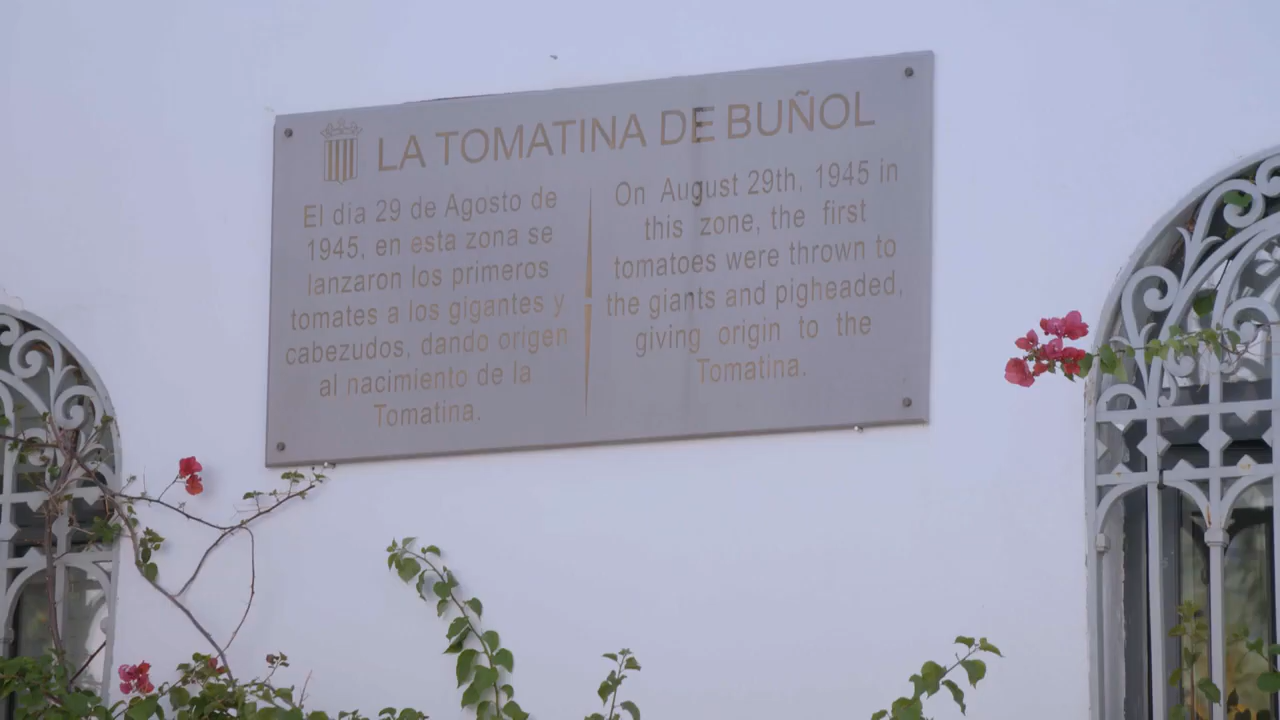 LA TOMATINA DE BUÑOL
El día 29 de Agosto de
1945, en esta zona se
lanzaron los primeros
tomates a los gigantes y
cabezudos, dando origen
al nacimiento de la
Tomatina.
On August 29th, 1945 in
this zone, the first
tomatoes were thrown to
the giants and pigheaded,
giving origin to the
Tomatina.